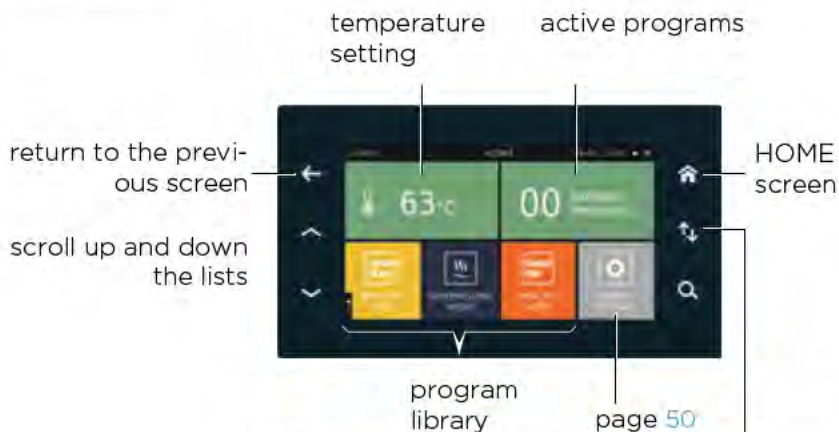 temperature
setting
active programs
return to the previ-
ous screen
HOME
screen
63°C
00
scroll up and down
the lists
program
library
page 50